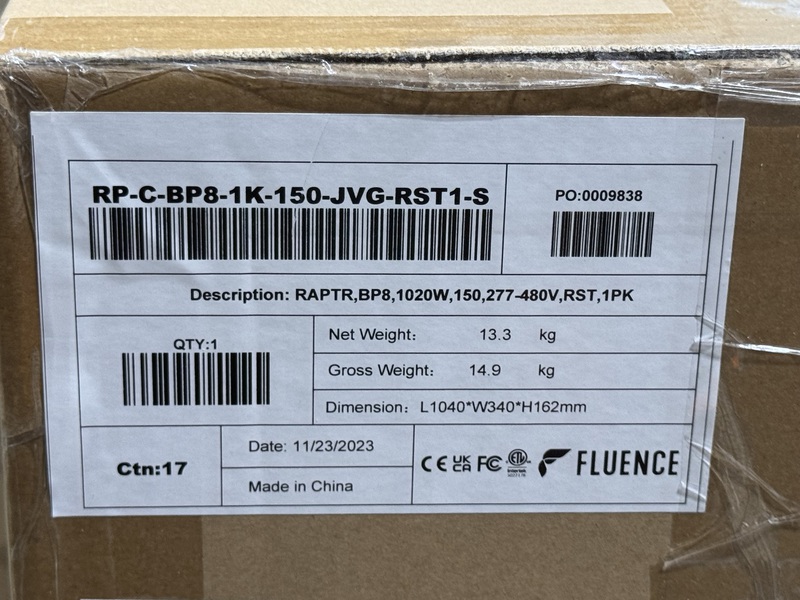 RP-C-BP8-1K-150-JVG-RST1-S
PO:0009838
Description: RAPTR,BP8,1020W,150,277-480V,RST,1PK
QTY:1
Net Weight: 13.3 kg
Gross Weight: 14.9 kg
Dimension: L1040*W340*H162mm
Ctn:17
Date: 11/23/2023
Made in China
CE UK CA FC ETL Intertek
FLUENCE